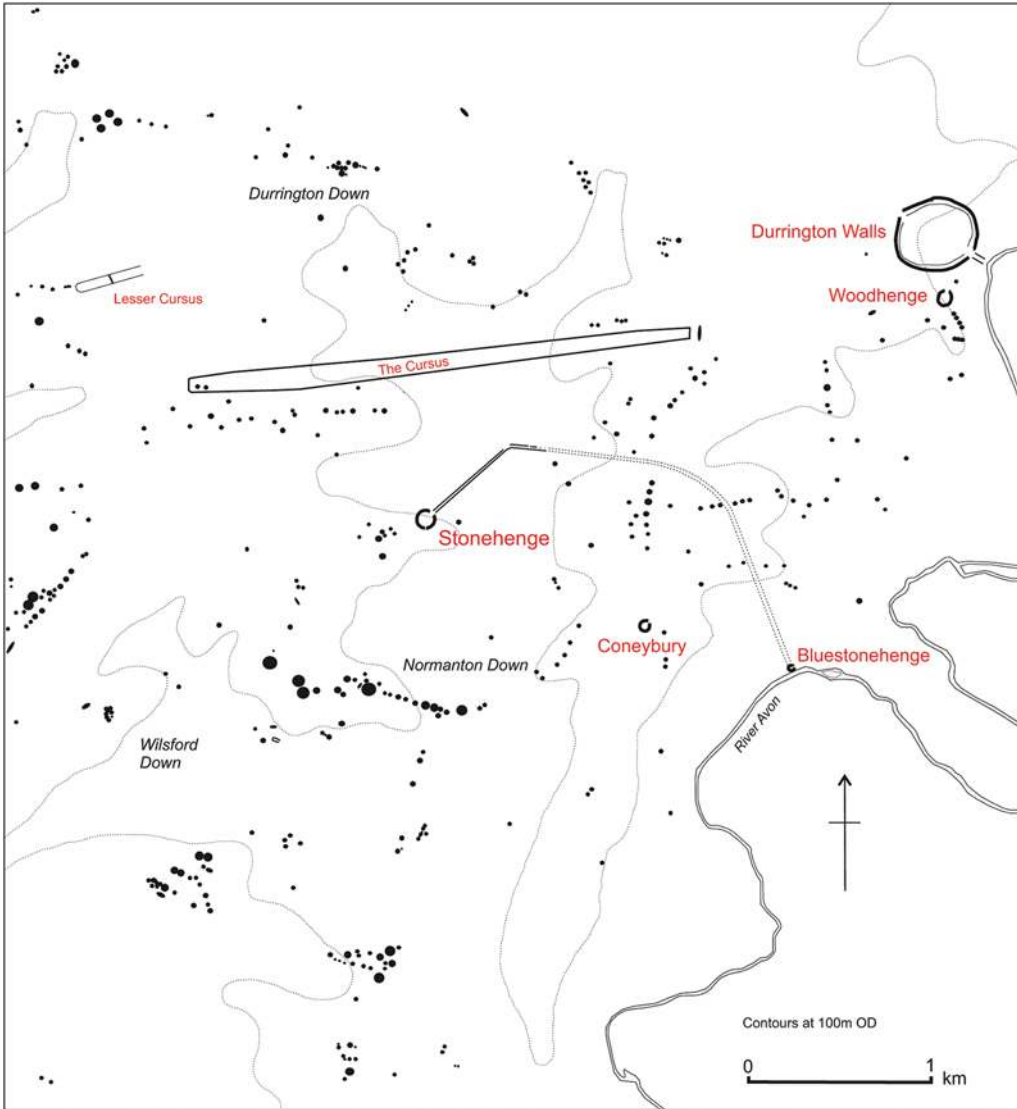 Durrington Down
Durrington Walls
Lesser Cursus
Woodhenge
The Cursus
Stonehenge
Coneybury
Normanton Down
Bluestonehenge
River Avon
Wilsford
Down
Contours at 100m OD
0 1
km